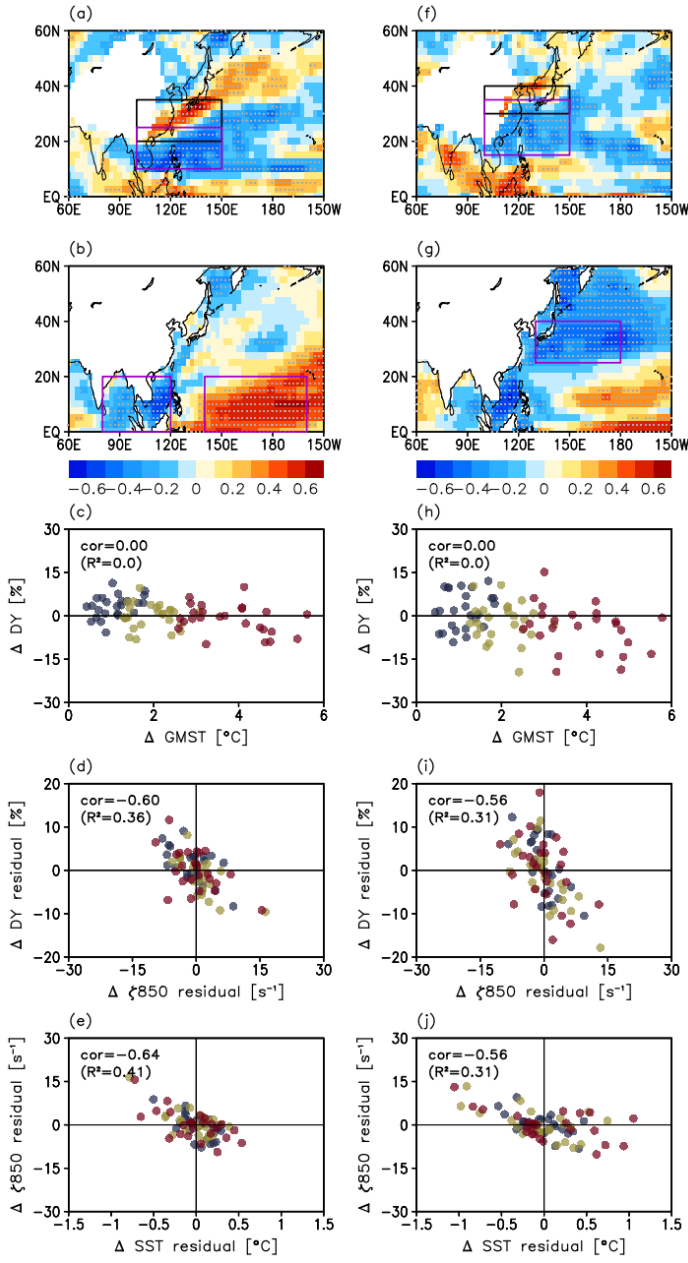 (a)
60N
40N
20N
EQ
60E 90E 120E 150E 180 150W
(f)
60N
40N
20N
EQ
60E 90E 120E 150E 180 150W
(b)
60N
40N
20N
EQ
60E 90E 120E 150E 180 150W
(g)
60N
40N
20N
EQ
60E 90E 120E 150E 180 150W
−0.6 −0.4 −0.2 0 0.2 0.4 0.6
−0.6 −0.4 −0.2 0 0.2 0.4 0.6
(c)
cor=0.00
(R²=0.0)
Δ DY [%]
30
15
0
−15
−30
0 2 4 6
Δ GMST [°C]
(h)
cor=0.00
(R²=0.0)
Δ DY [%]
30
15
0
−15
−30
0 2 4 6
Δ GMST [°C]
(d)
cor=−0.60
(R²=0.36)
Δ DY residual [%]
20
10
0
−10
−20
−30 −15 0 15 30
Δ ζ850 residual [s⁻¹]
(i)
cor=−0.56
(R²=0.31)
Δ DY residual [%]
20
10
0
−10
−20
−30 −15 0 15 30
Δ ζ850 residual [s⁻¹]
(e)
cor=−0.64
(R²=0.41)
Δ ζ850 residual [s⁻¹]
30
15
0
−15
−30
−1.5 −1 −0.5 0 0.5 1 1.5
Δ SST residual [°C]
(j)
cor=−0.56
(R²=0.31)
Δ ζ850 residual [s⁻¹]
30
15
0
−15
−30
−1.5 −1 −0.5 0 0.5 1 1.5
Δ SST residual [°C]